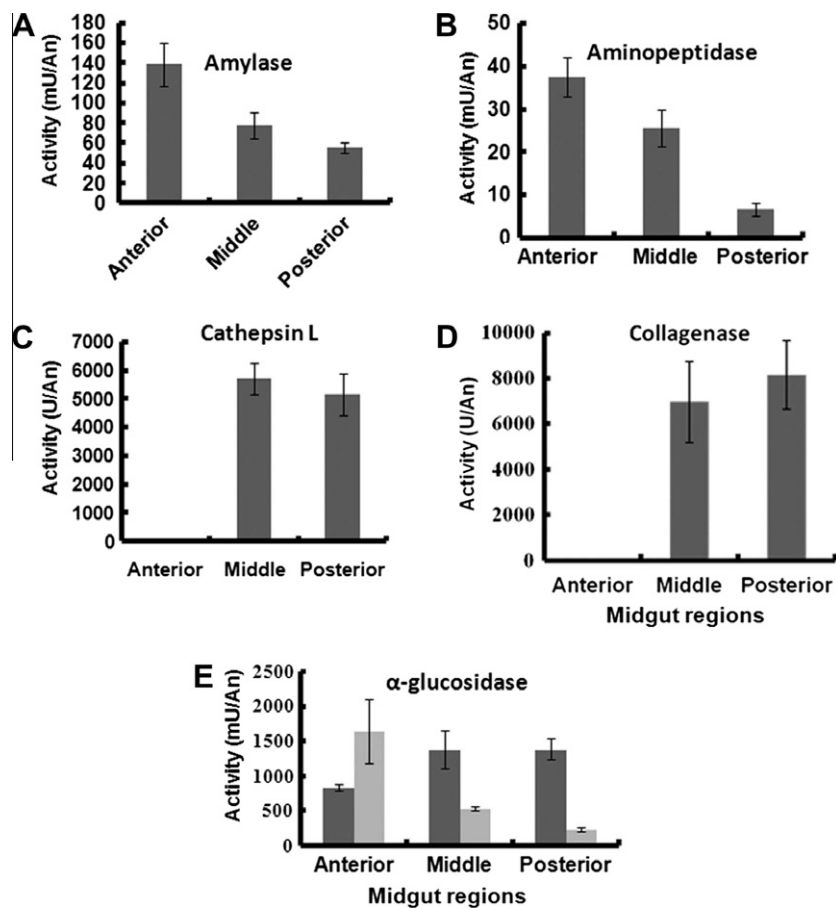 A
Amylase
Activity (mU/An)
180
160
140
120
100
80
60
40
20
0
Anterior
Middle
Posterior
B
Aminopeptidase
Activity (mU/An)
50
40
30
20
10
0
Anterior Middle Posterior
C
Cathepsin L
Activity (U/An)
7000
6000
5000
4000
3000
2000
1000
0
Anterior Middle Posterior
D
Collagenase
Activity (U/An)
10000
8000
6000
4000
2000
0
Anterior Middle Posterior
Midgut regions
E
α-glucosidase
Activity (mU/An)
2500
2000
1500
1000
500
0
Anterior Middle Posterior
Midgut regions